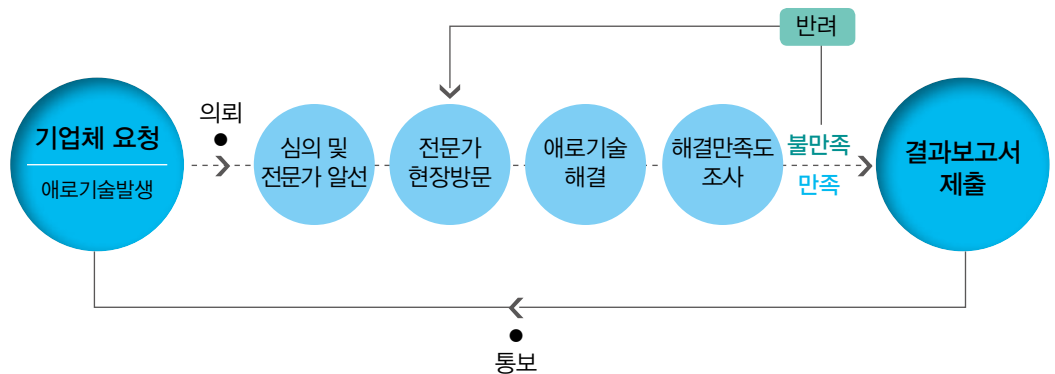 반려
의뢰
기업체 요청
애로기술발생
심의 및
전문가 알선
전문가
현장방문
애로기술
해결
해결만족도
조사
불만족
만족
결과보고서
제출
통보